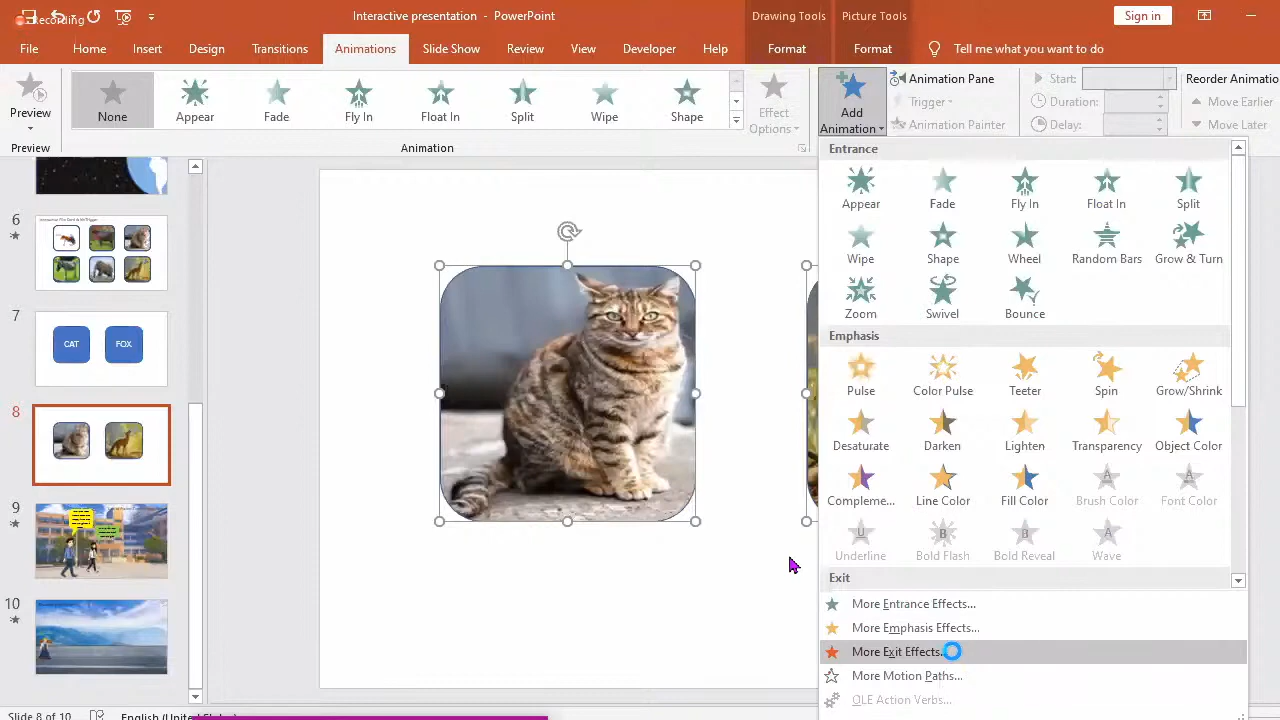 Recording
Interactive presentation - PowerPoint
Drawing Tools
Picture Tools
Sign in
File
Home
Insert
Design
Transitions
Animations
Slide Show
Review
View
Developer
Help
Format
Format
Tell me what you want to do
Preview
None
Appear
Fade
Fly In
Float In
Split
Wipe
Shape
Effect
Options
Add
Animation
Animation Pane
Trigger
Animation Painter
Start:
Duration:
Delay:
Reorder Animatio
Move Earlier
Move Later
Preview
Animation
Entrance
Appear
Fade
Fly In
Float In
Split
Wipe
Shape
Wheel
Random Bars
Grow & Turn
Zoom
Swivel
Bounce
Emphasis
Pulse
Color Pulse
Teeter
Spin
Grow/Shrink
Desaturate
Darken
Lighten
Transparency
Object Color
Compleme...
Line Color
Fill Color
Brush Color
Font Color
Underline
Bold Flash
Bold Reveal
Wave
Exit
More Entrance Effects...
More Emphasis Effects...
More Exit Effects...
More Motion Paths...
OLE Action Verbs...
6
7
CAT
FOX
8
9
10
Slide 8 of 10
English (United